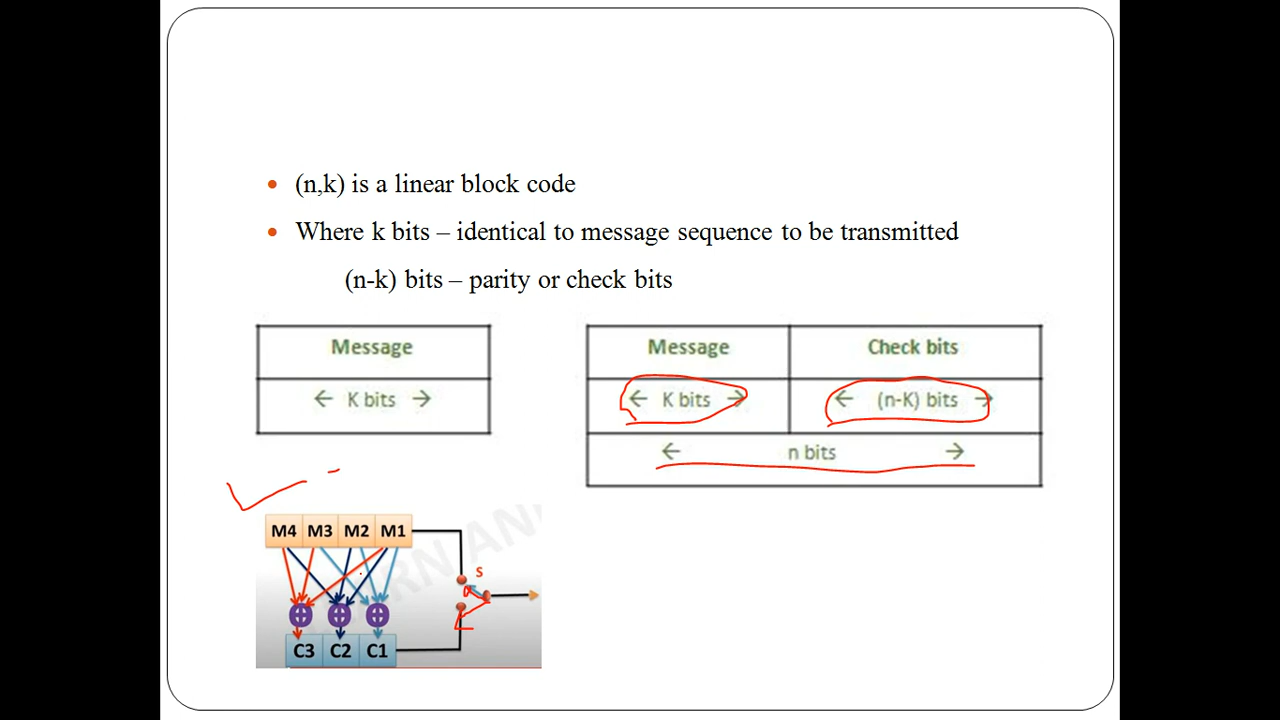 (n,k) is a linear block code
Where k bits – identical to message sequence to be transmitted
(n-k) bits – parity or check bits
Message
← K bits →
Message Check bits
← K bits → ← (n-K) bits →
← n bits →
M4 M3 M2 M1
S
C3 C2 C1